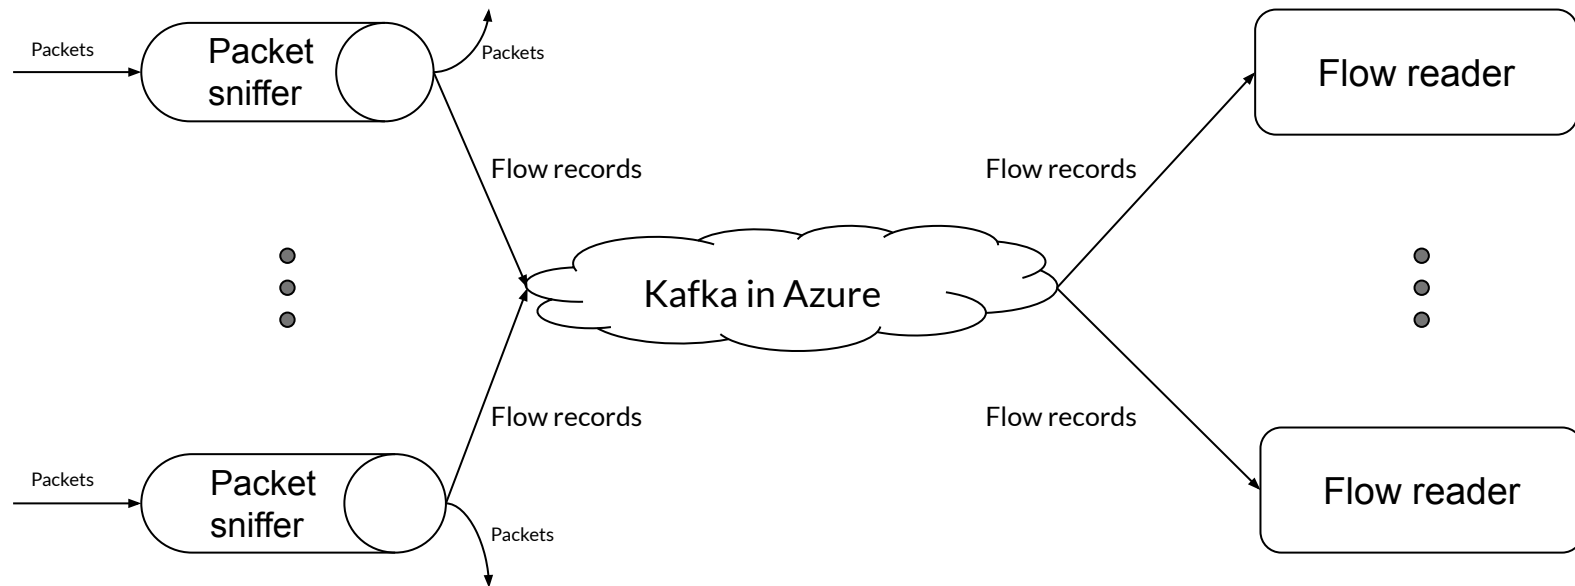 Packets
Packet
sniffer
Packets
Flow reader
Flow records
Flow records
Kafka in Azure
Flow records
Flow records
Packets
Packet
sniffer
Packets
Flow reader